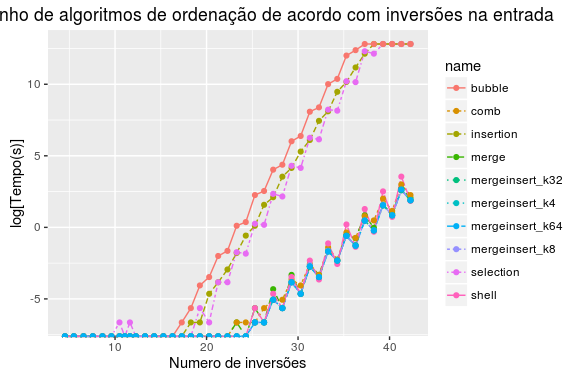 nho de algoritmos de ordenação de acordo com inversões na entrada
name
bubble
comb
insertion
merge
mergeinsert_k32
mergeinsert_k4
mergeinsert_k64
mergeinsert_k8
selection
shell
log[Tempo(s)]
10
5
0
-5
10 20 30 40
Numero de inversões